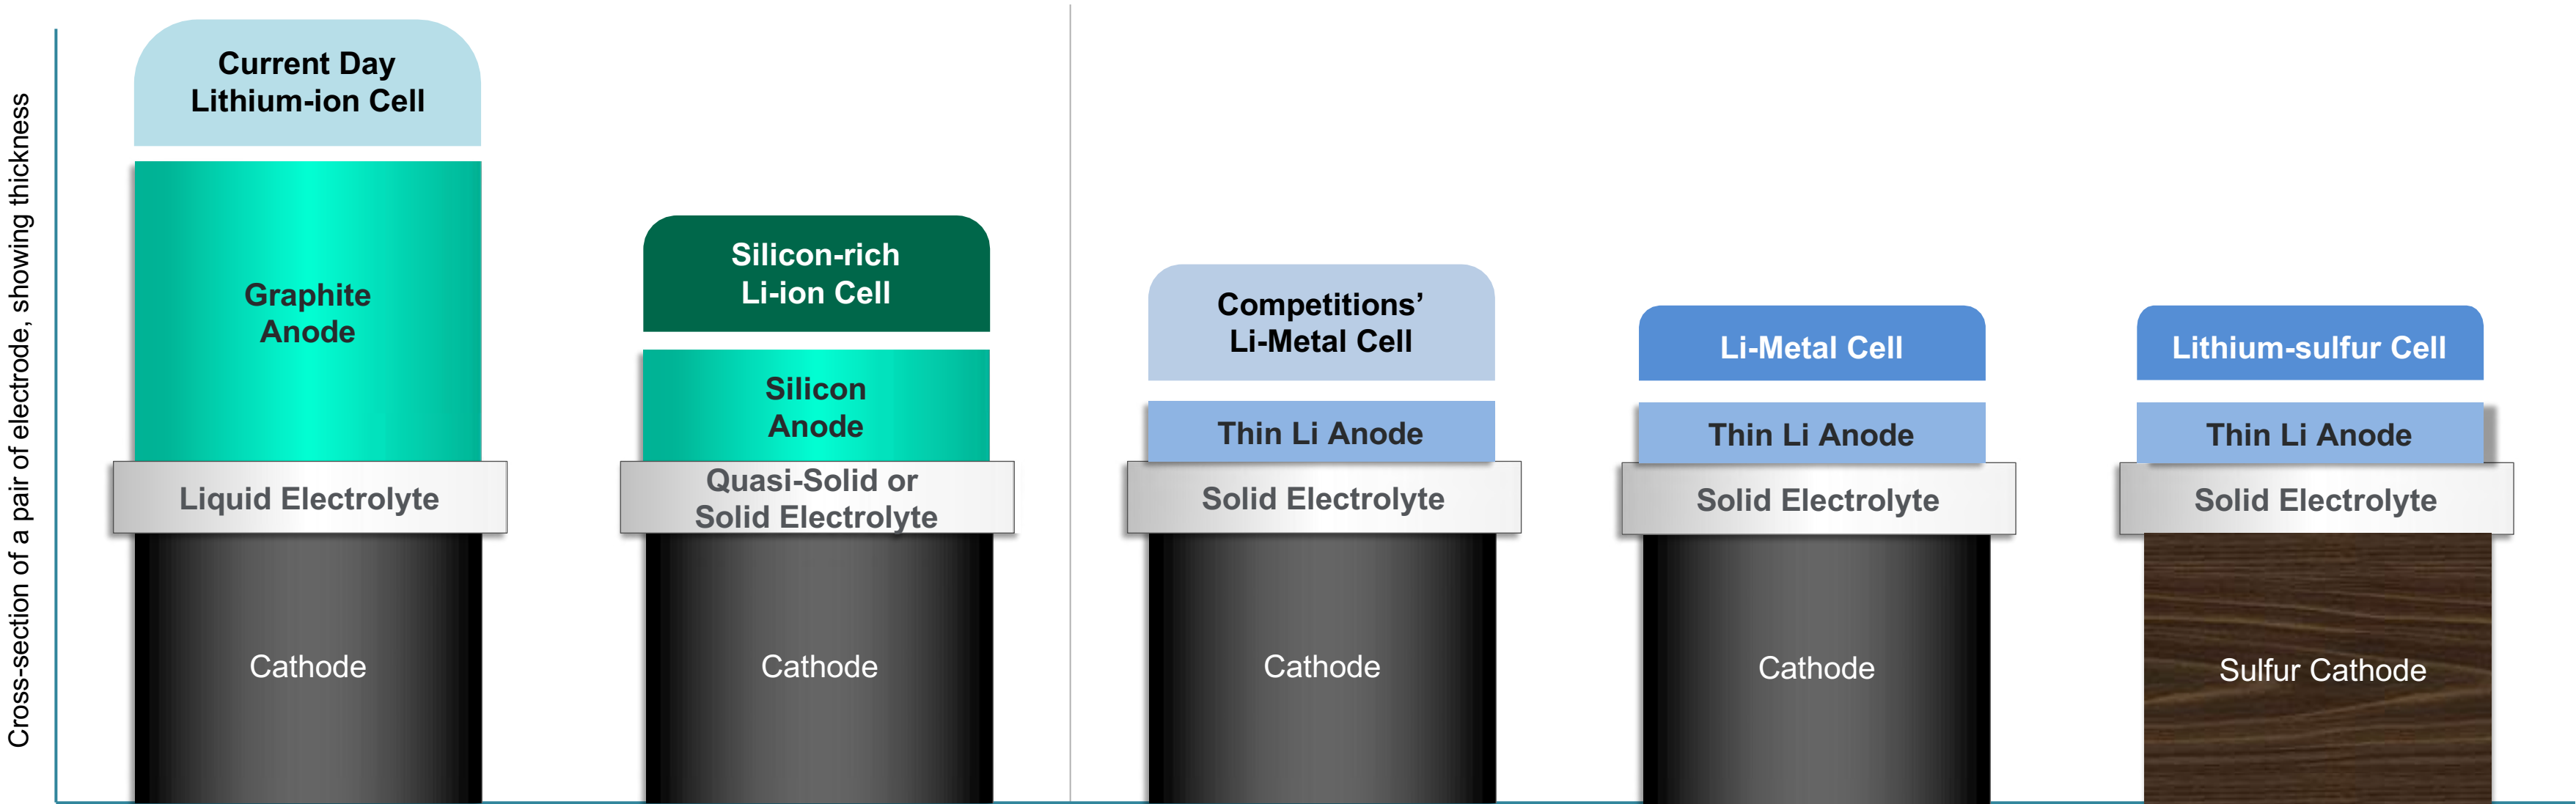 Cross-section of a pair of electrode, showing thickness
Current Day
Lithium-ion Cell
Graphite
Anode
Liquid Electrolyte
Cathode
Silicon-rich
Li-ion Cell
Silicon
Anode
Quasi-Solid or
Solid Electrolyte
Cathode
Competitions’
Li-Metal Cell
Thin Li Anode
Solid Electrolyte
Cathode
Li-Metal Cell
Thin Li Anode
Solid Electrolyte
Cathode
Lithium-sulfur Cell
Thin Li Anode
Solid Electrolyte
Sulfur Cathode